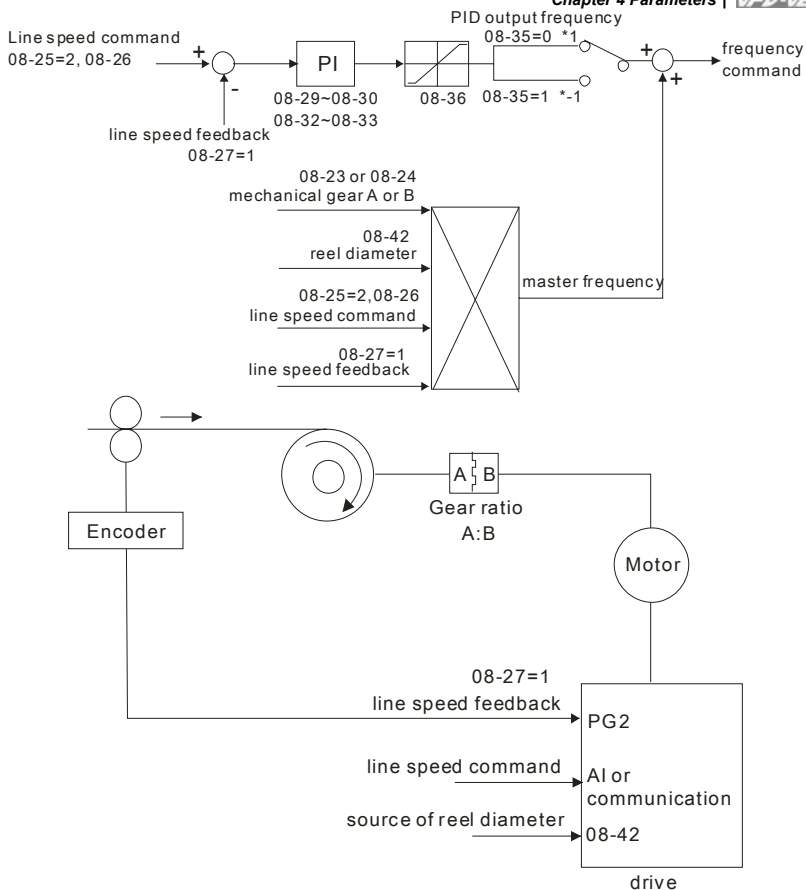 Chapter 4 Parameters |
PID output frequency
08-35=0 *1
Line speed command
08-25=2, 08-26
+
-
PI
+
+
frequency
command
08-29~08-30
08-32~08-33
08-36
08-35=1 *-1
line speed feedback
08-27=1
08-23 or 08-24
mechanical gear A or B
08-42
reel diameter
08-25=2,08-26
line speed command
08-27=1
line speed feedback
master frequency
A B
Gear ratio
A:B
Encoder
Motor
08-27=1
line speed feedback
PG2
line speed command
AI or
communication
source of reel diameter
08-42
drive